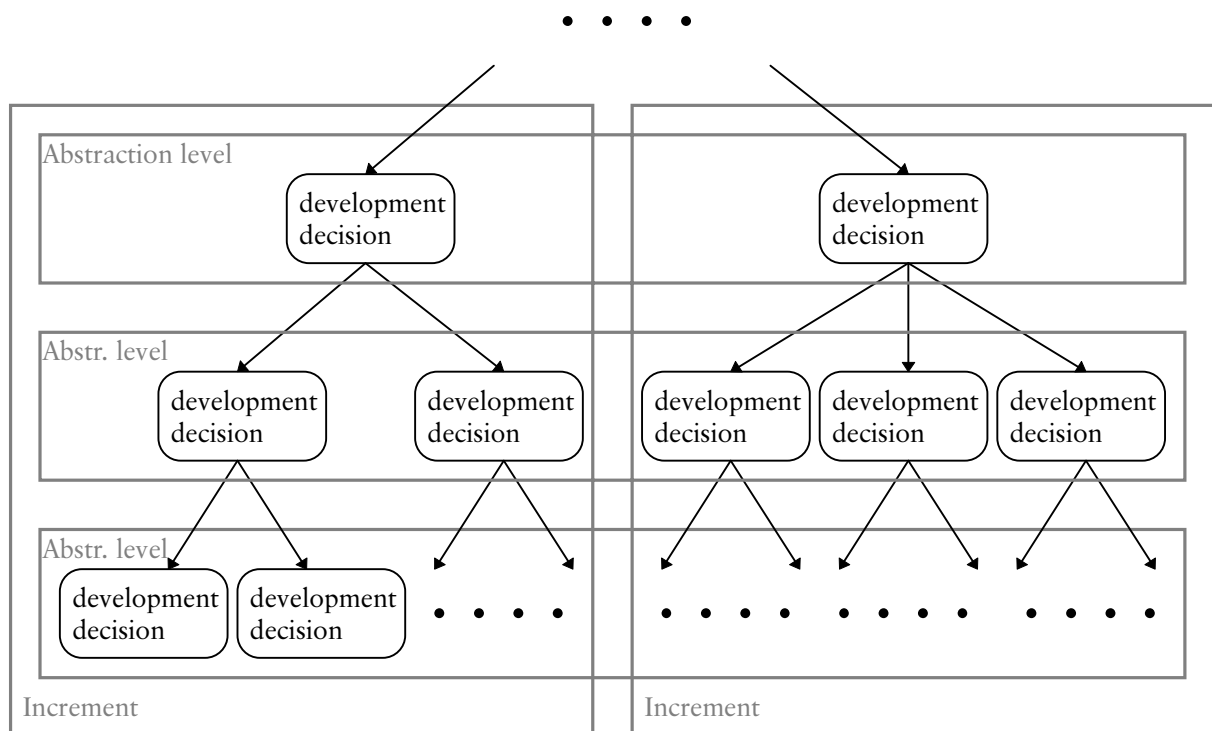 Abstraction level
development
decision
development
decision
Abstr. level
development
decision
development
decision
development
decision
development
decision
development
decision
Abstr. level
development
decision
development
decision
Increment
Increment